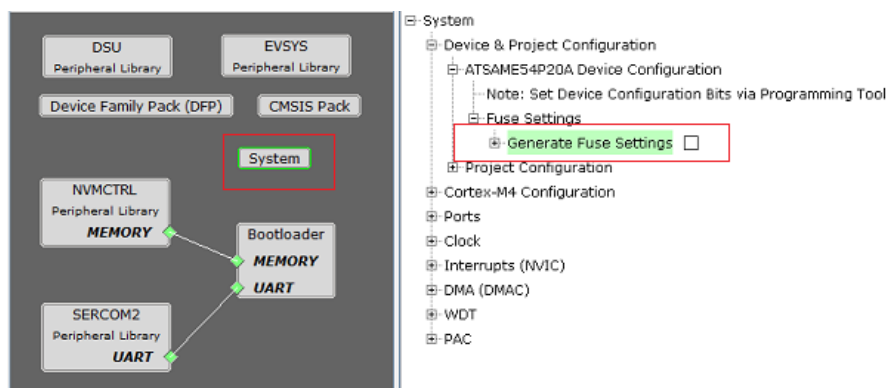 DSU
Peripheral Library
EVSYS
Peripheral Library
Device Family Pack (DFP)
CMSIS Pack
System
NVMCTRL
Peripheral Library
MEMORY
Bootloader
MEMORY
UART
SERCOM2
Peripheral Library
UART
System
Device & Project Configuration
ATSAME54P20A Device Configuration
Note: Set Device Configuration Bits via Programming Tool
Fuse Settings
Generate Fuse Settings
Project Configuration
Cortex-M4 Configuration
Ports
Clock
Interrupts (NVIC)
DMA (DMAC)
WDT
PAC